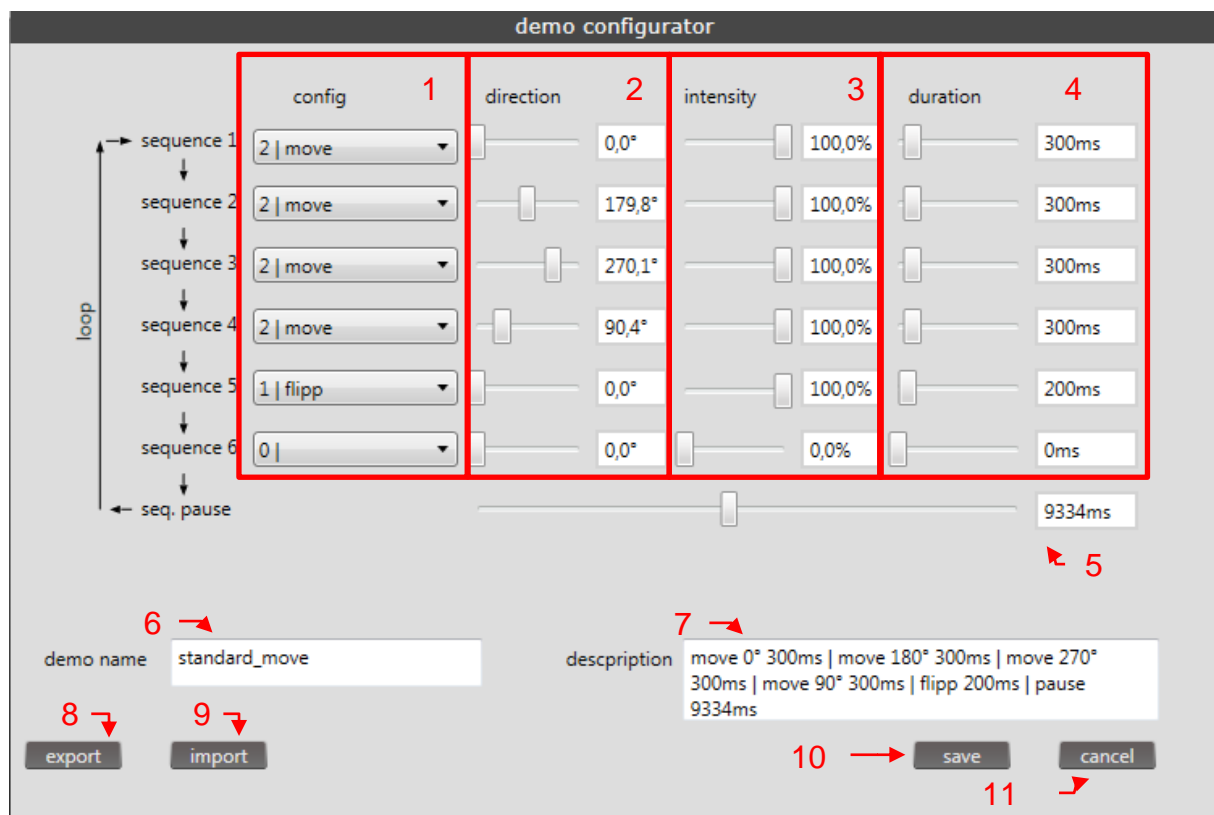 demo configurator
config 1 direction 2 intensity 3 duration 4
sequence 1 2 | move 0,0° 100,0% 300ms
sequence 2 2 | move 179,8° 100,0% 300ms
sequence 3 2 | move 270,1° 100,0% 300ms
loop
sequence 4 2 | move 90,4° 100,0% 300ms
sequence 5 1 | flipp 0,0° 100,0% 200ms
sequence 6 0 | 0,0° 0,0% 0ms
seq. pause 9334ms
5
6 7
demo name standard_move descpription move 0° 300ms | move 180° 300ms | move 270°
300ms | move 90° 300ms | flipp 200ms | pause
9334ms
8 9
export import 10 save cancel
11